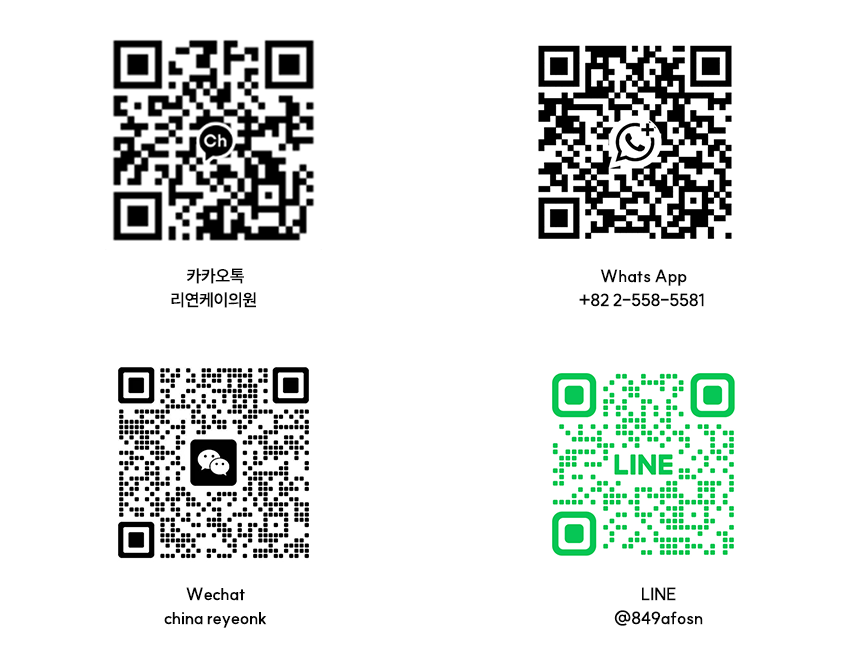 Ch
카카오톡
리연케이의원
Whats App
+82 2-558-5581
Wechat
china reyeonk
LINE
LINE
@849afosn